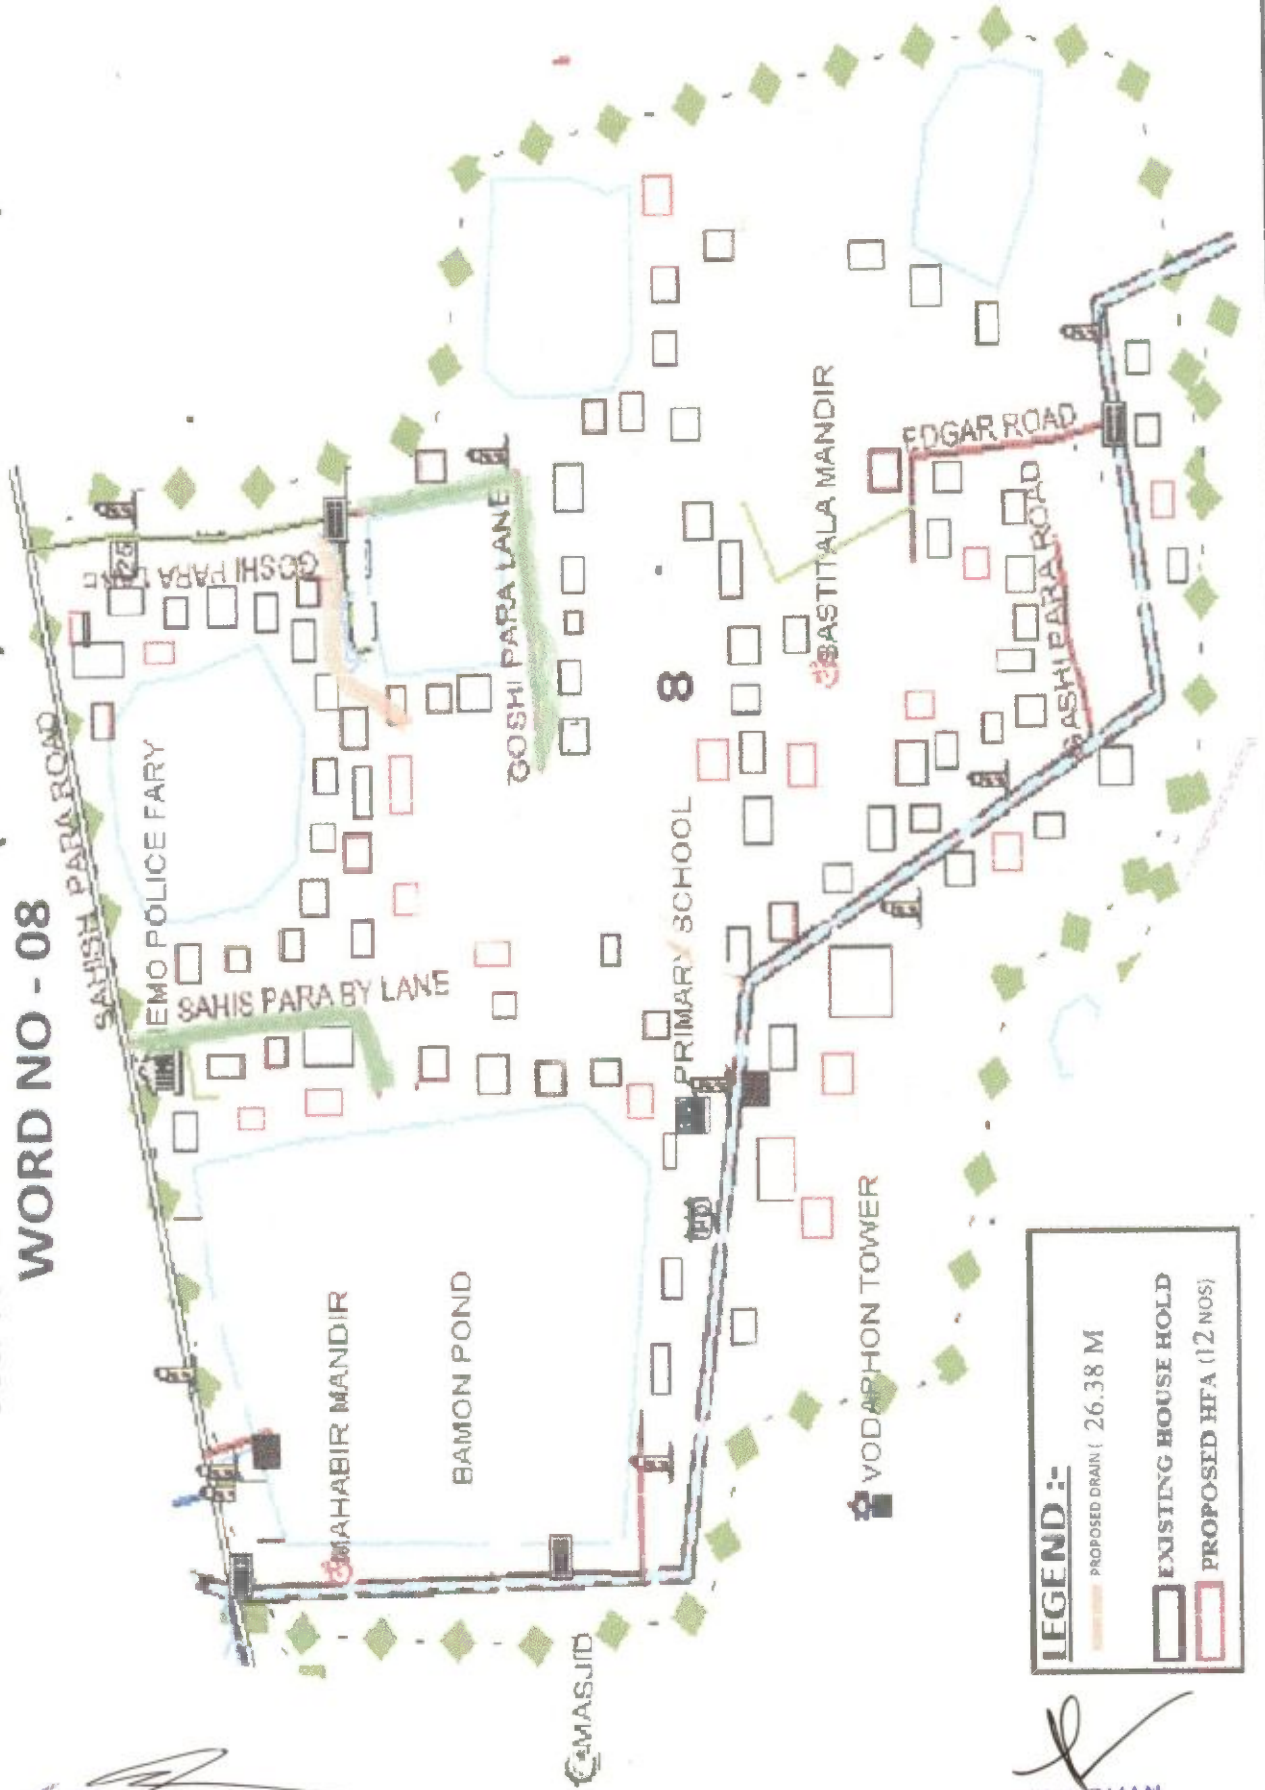 WORD NO - 08
SAHISH PARA ROAD
GOSHI PARA LANE
EMO POLICE FARY
SAHIS PARA BY LANE
GOSHI PARA LANE
MAHABIR MANDIR
BAMON POND
8
PRIMARY SCHOOL
SASTITALA MANDIR
EDGAR ROAD
SASHI PARA ROAD
MASJID
VODAPHON TOWER
LEGEND :-
PROPOSED DRAIN ( 26.38 M
EXISTING HOUSE HOLD
PROPOSED HFA (12 NOS)